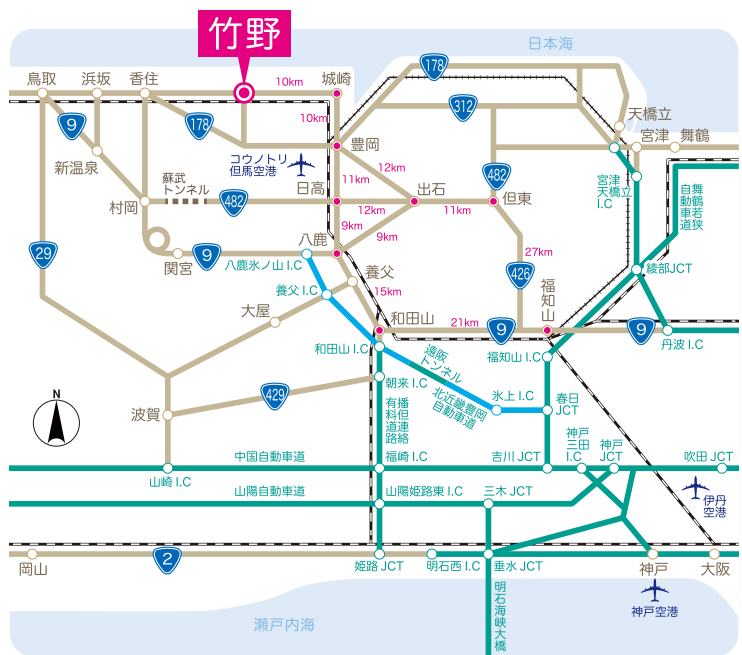 竹野
日本海
178
鳥取
浜坂
香住
10km
城崎
10km
312
天橋立
宮津
舞鶴
9
178
コウノトリ
但馬空港
豊岡
新温泉
蘇武
トンネル
12km
11km
日高
出石
482
宮津
天橋立
I.C
舞鶴若狭
自動車道
村岡
482
12km
11km
但東
9km
9km
29
関宮
9
八鹿
八鹿氷ノ山 I.C
27km
426
綾部JCT
養父
養父 I.C
15km
福知山
大屋
和田山
21km
9
9
和田山 I.C
遠阪
トンネル
福知山 I.C
丹波 I.C
朝来 I.C
429
北近畿豊岡
自動車道
氷上 I.C
春日
JCT
播但連絡
有料道路
波賀
N
中国自動車道
福崎 I.C
吉川 JCT
神戸
三田
I.C
神戸
JCT
吹田 JCT
山崎 I.C
山陽自動車道
山陽姫路東 I.C
三木 JCT
伊丹
空港
岡山
2
姫路 JCT
明石西 I.C
垂水 JCT
神戸
大阪
明石海峡大橋
神戸空港
瀬戸内海